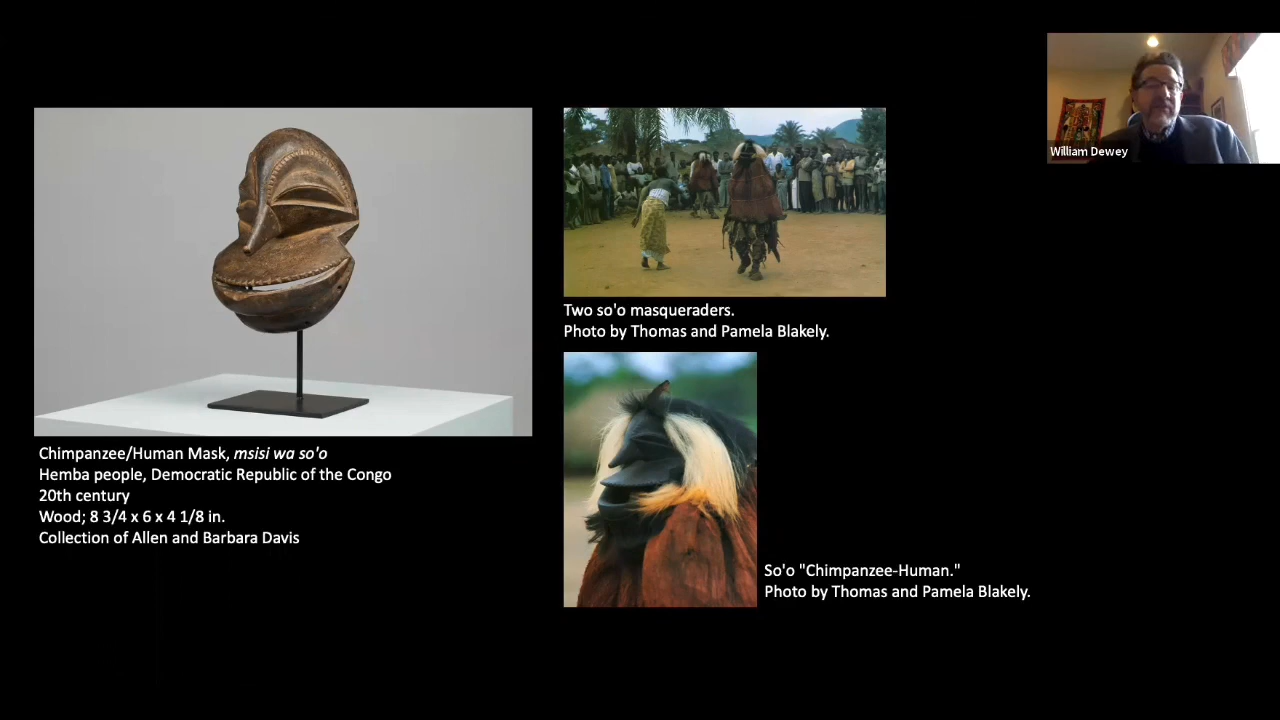 William Dewey
Two so'o masqueraders.
Photo by Thomas and Pamela Blakely.
Chimpanzee/Human Mask, msisi wa so'o
Hemba people, Democratic Republic of the Congo
20th century
Wood; 8 3/4 x 6 x 4 1/8 in.
Collection of Allen and Barbara Davis
So'o "Chimpanzee-Human."
Photo by Thomas and Pamela Blakely.